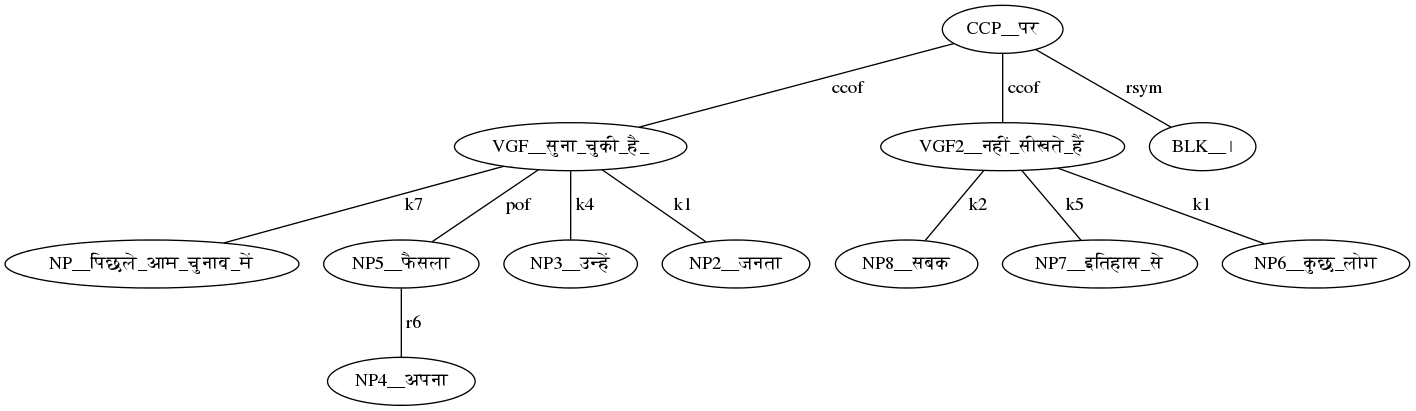 CCP__पर
ccof ccof rsym
VGF__सुना_चुकी_है_ VGF2__नहीं_सीखते_हैं BLK__।
k7 pof k4 k1 k2 k5 k1
NP__पिछले_आम_चुनाव_में NP5__फैसला NP3__उन्हें NP2__जनता NP8__सबक NP7__इतिहास_से NP6__कुछ_लोग
r6
NP4__अपना